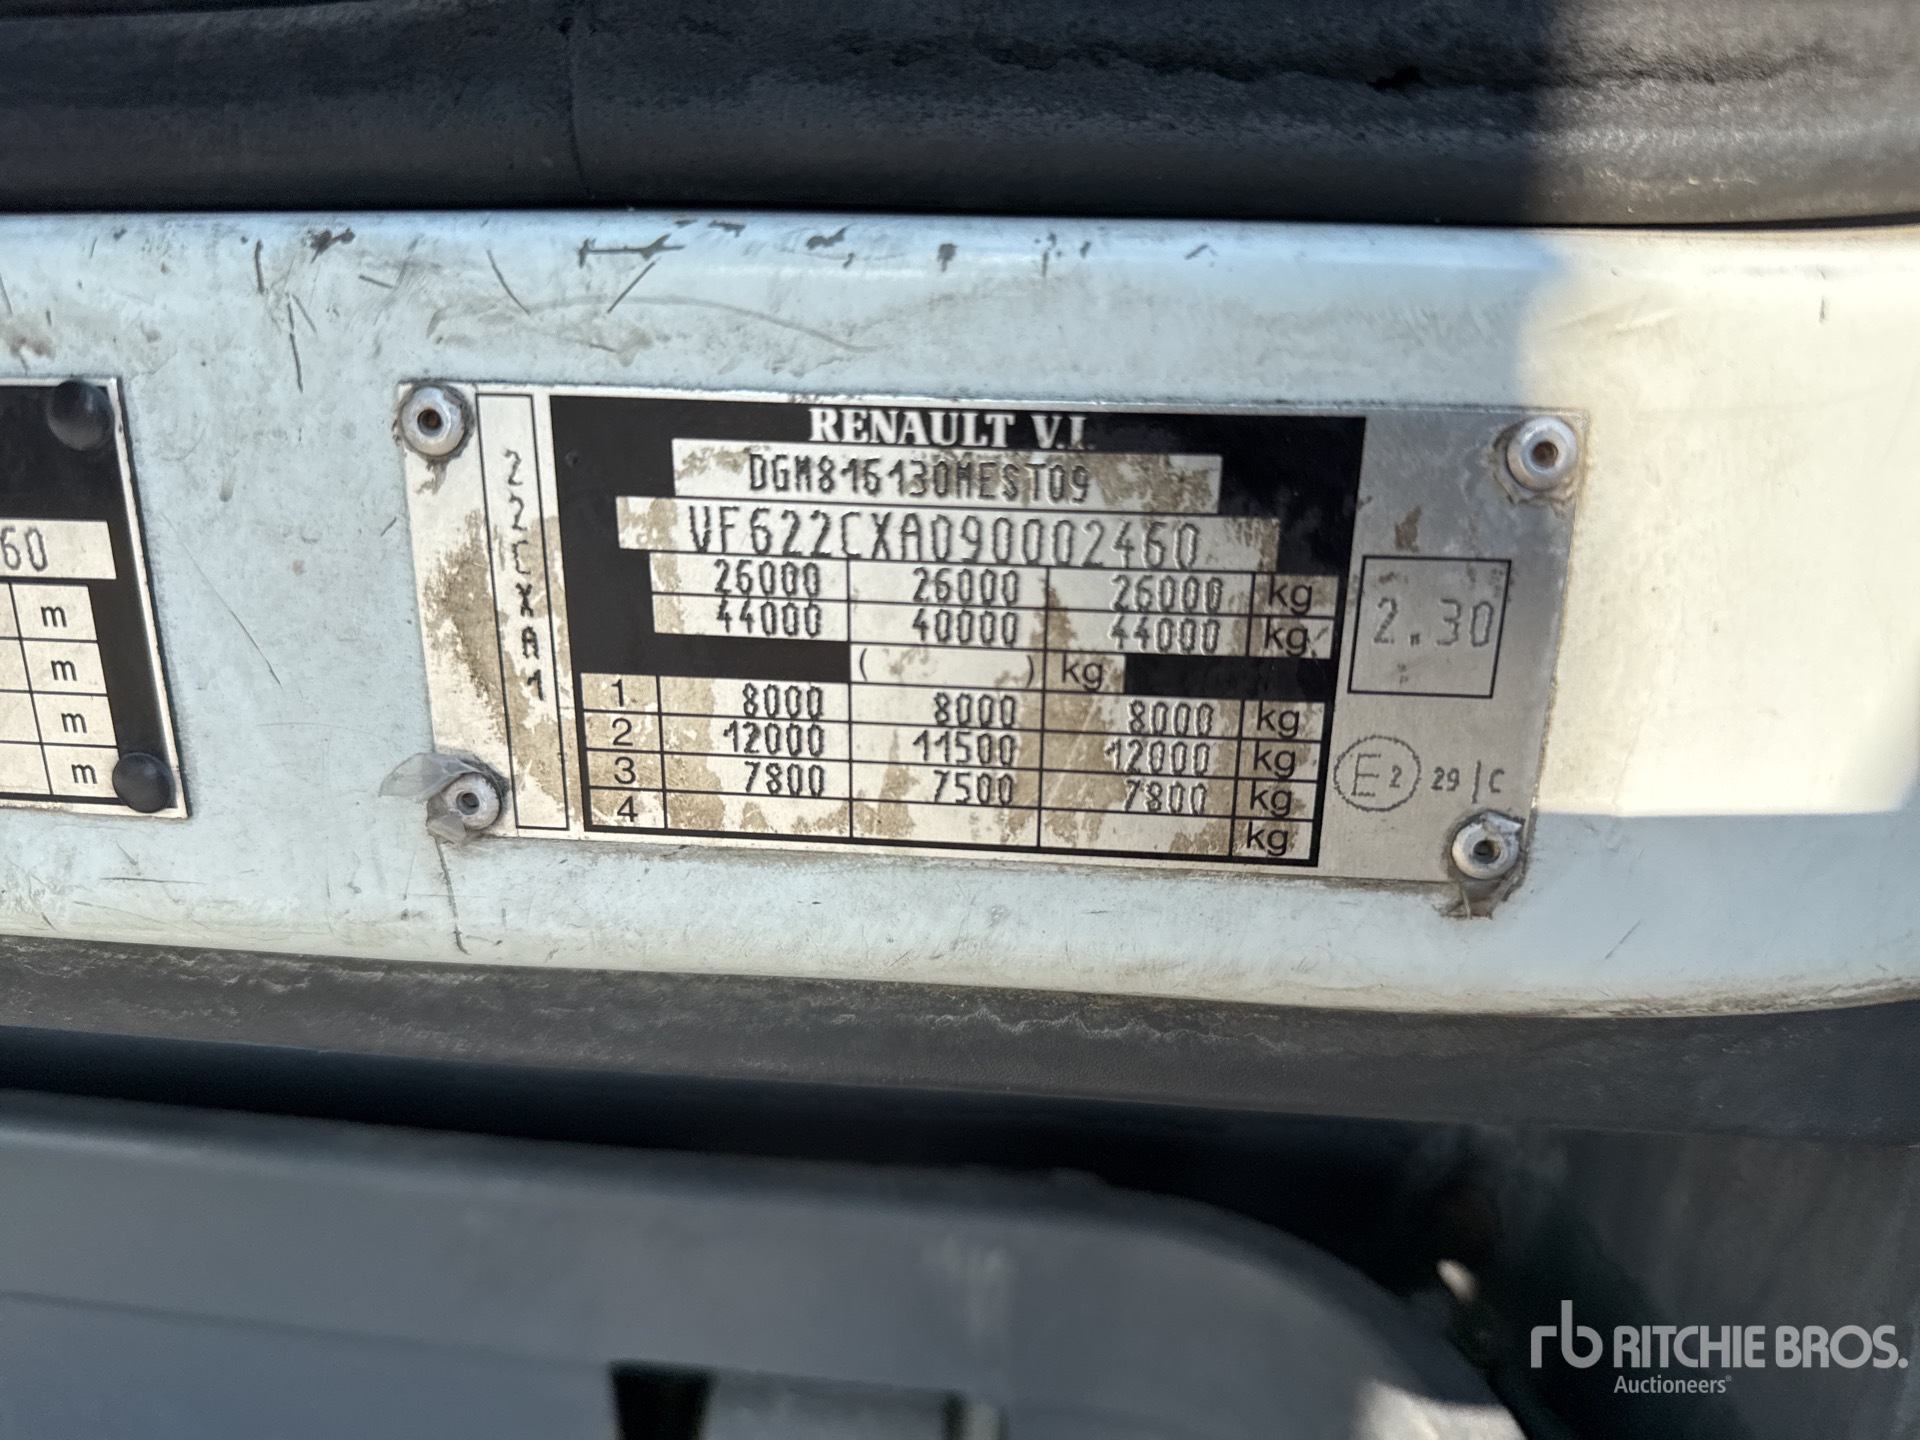 60
m
m
m
m
22CXA1
RENAULT V.I.
DGM816130MEST09
VF622CXA090002460
26000 26000 26000 kg
44000 40000 44000 kg
( ) kg
1 8000 8000 8000 kg
2 12000 11500 12000 kg
3 7800 7500 7800 kg
4 kg
2.30
E2 29/C
rb RITCHIE BROS.
Auctioneers®